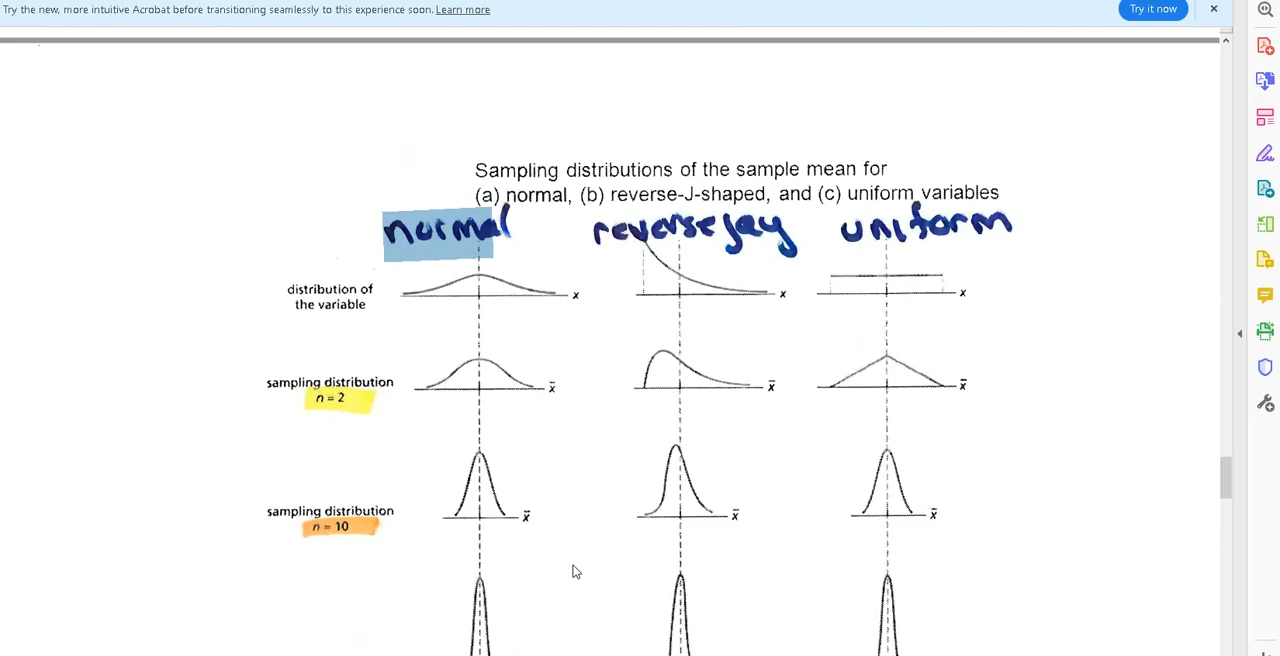 Try the new, more intuitive Acrobat before transitioning seamlessly to this experience soon. Learn more
Try it now
Sampling distributions of the sample mean for
(a) normal, (b) reverse-J-shaped, and (c) uniform variables
normal reversejay uniform
distribution of
the variable
x x x
sampling distribution
n = 2
x̄ x̄ x̄
sampling distribution
n = 10
x̄ x̄ x̄